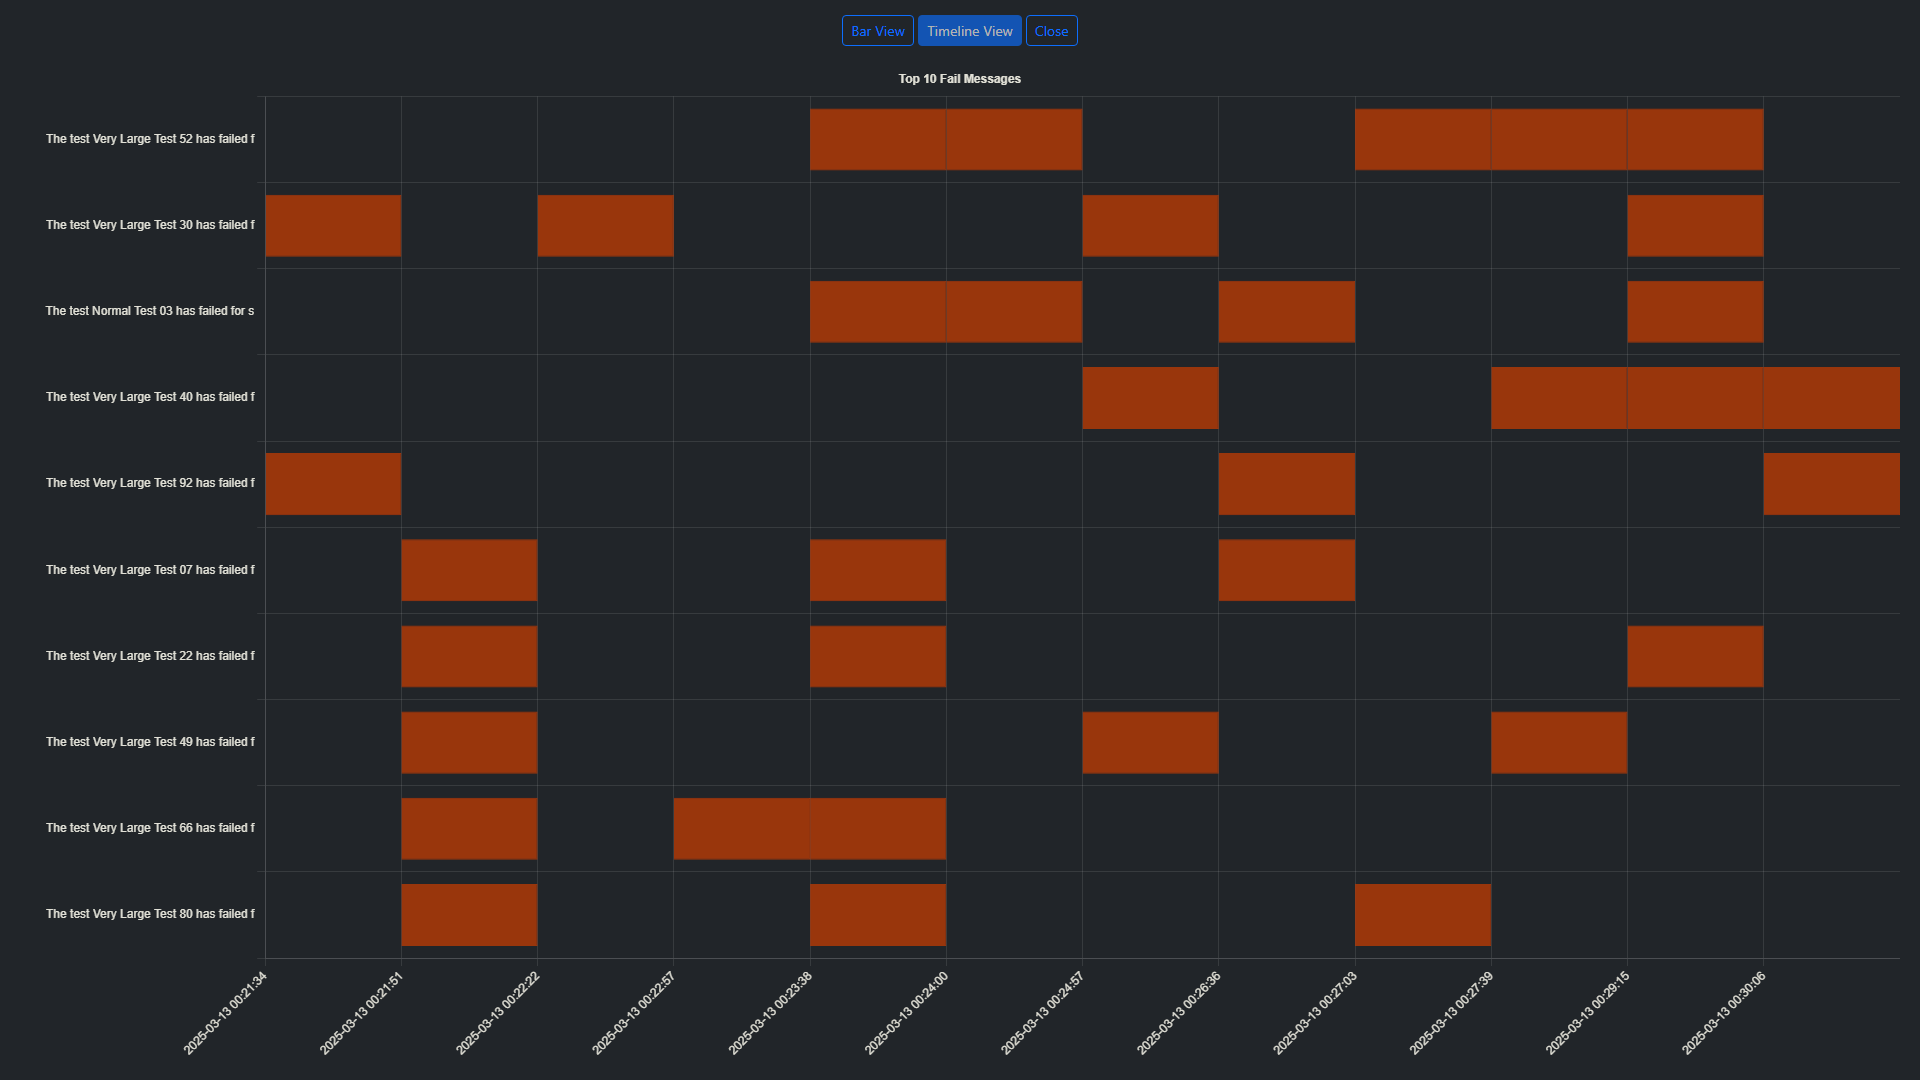 Bar View Timeline View Close
Top 10 Fail Messages
The test Very Large Test 52 has failed f
The test Very Large Test 30 has failed f
The test Normal Test 03 has failed for s
The test Very Large Test 40 has failed f
The test Very Large Test 92 has failed f
The test Very Large Test 07 has failed f
The test Very Large Test 22 has failed f
The test Very Large Test 49 has failed f
The test Very Large Test 66 has failed f
The test Very Large Test 80 has failed f
2025-03-13 00:21:34
2025-03-13 00:21:51
2025-03-13 00:22:22
2025-03-13 00:22:57
2025-03-13 00:23:38
2025-03-13 00:24:00
2025-03-13 00:24:57
2025-03-13 00:26:36
2025-03-13 00:27:03
2025-03-13 00:27:39
2025-03-13 00:29:15
2025-03-13 00:30:06